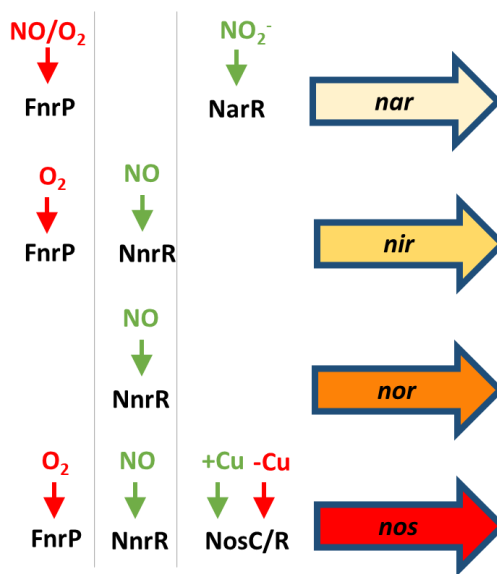 NO/O₂ NO₂⁻
FnrP NarR nar
O₂ NO
FnrP NnrR nir
NO
NnrR nor
O₂ NO +Cu -Cu
FnrP NnrR NosC/R nos